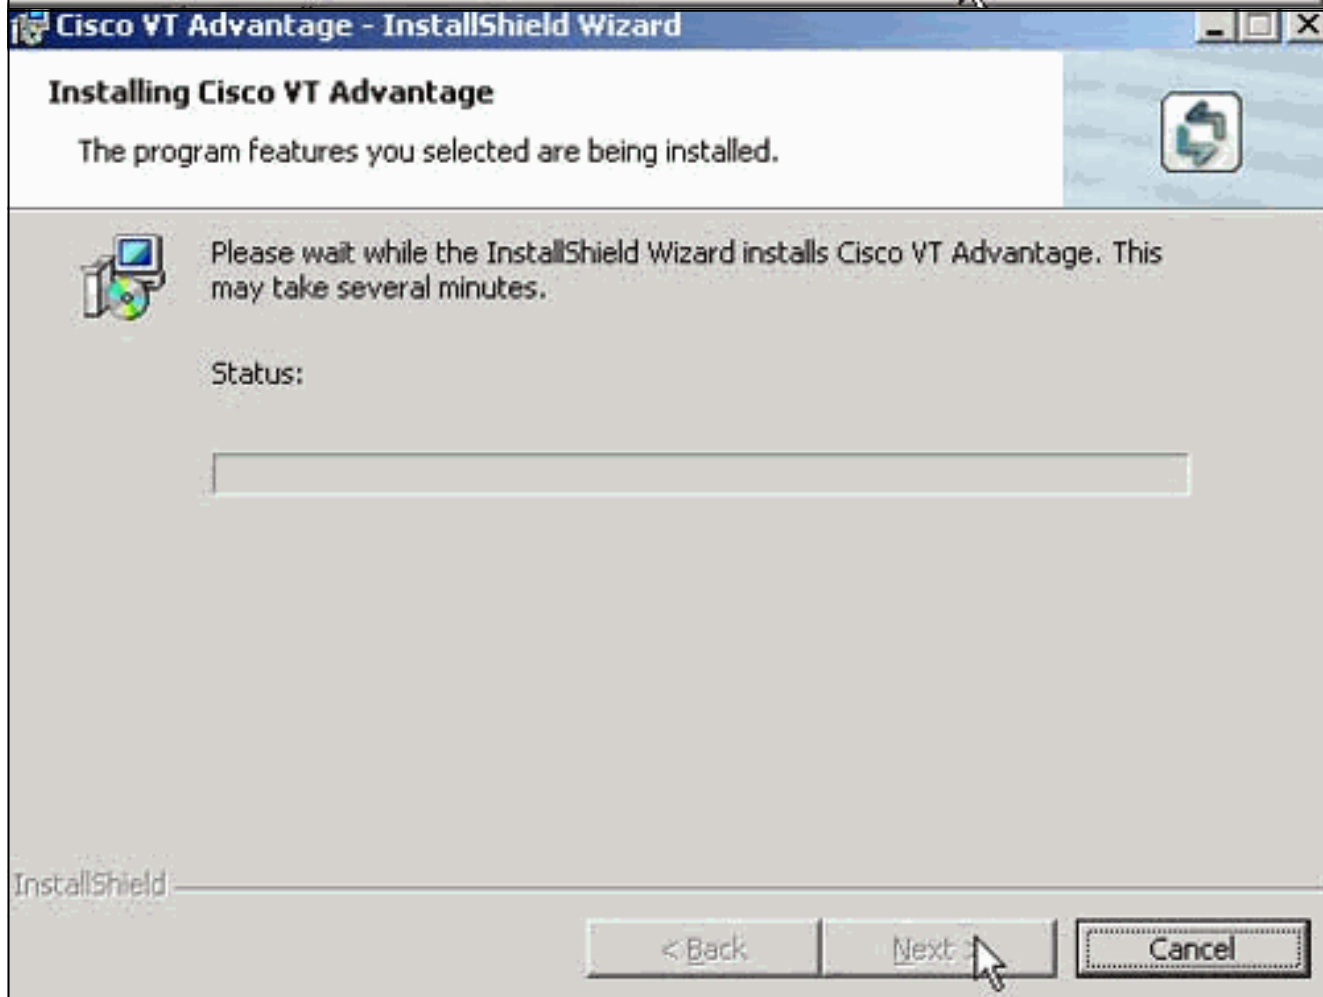 Cisco VT Advantage - InstallShield Wizard
Installing Cisco VT Advantage
The program features you selected are being installed.
Please wait while the InstallShield Wizard installs Cisco VT Advantage. This
may take several minutes.
Status:
InstallShield
< Back
Next >
Cancel